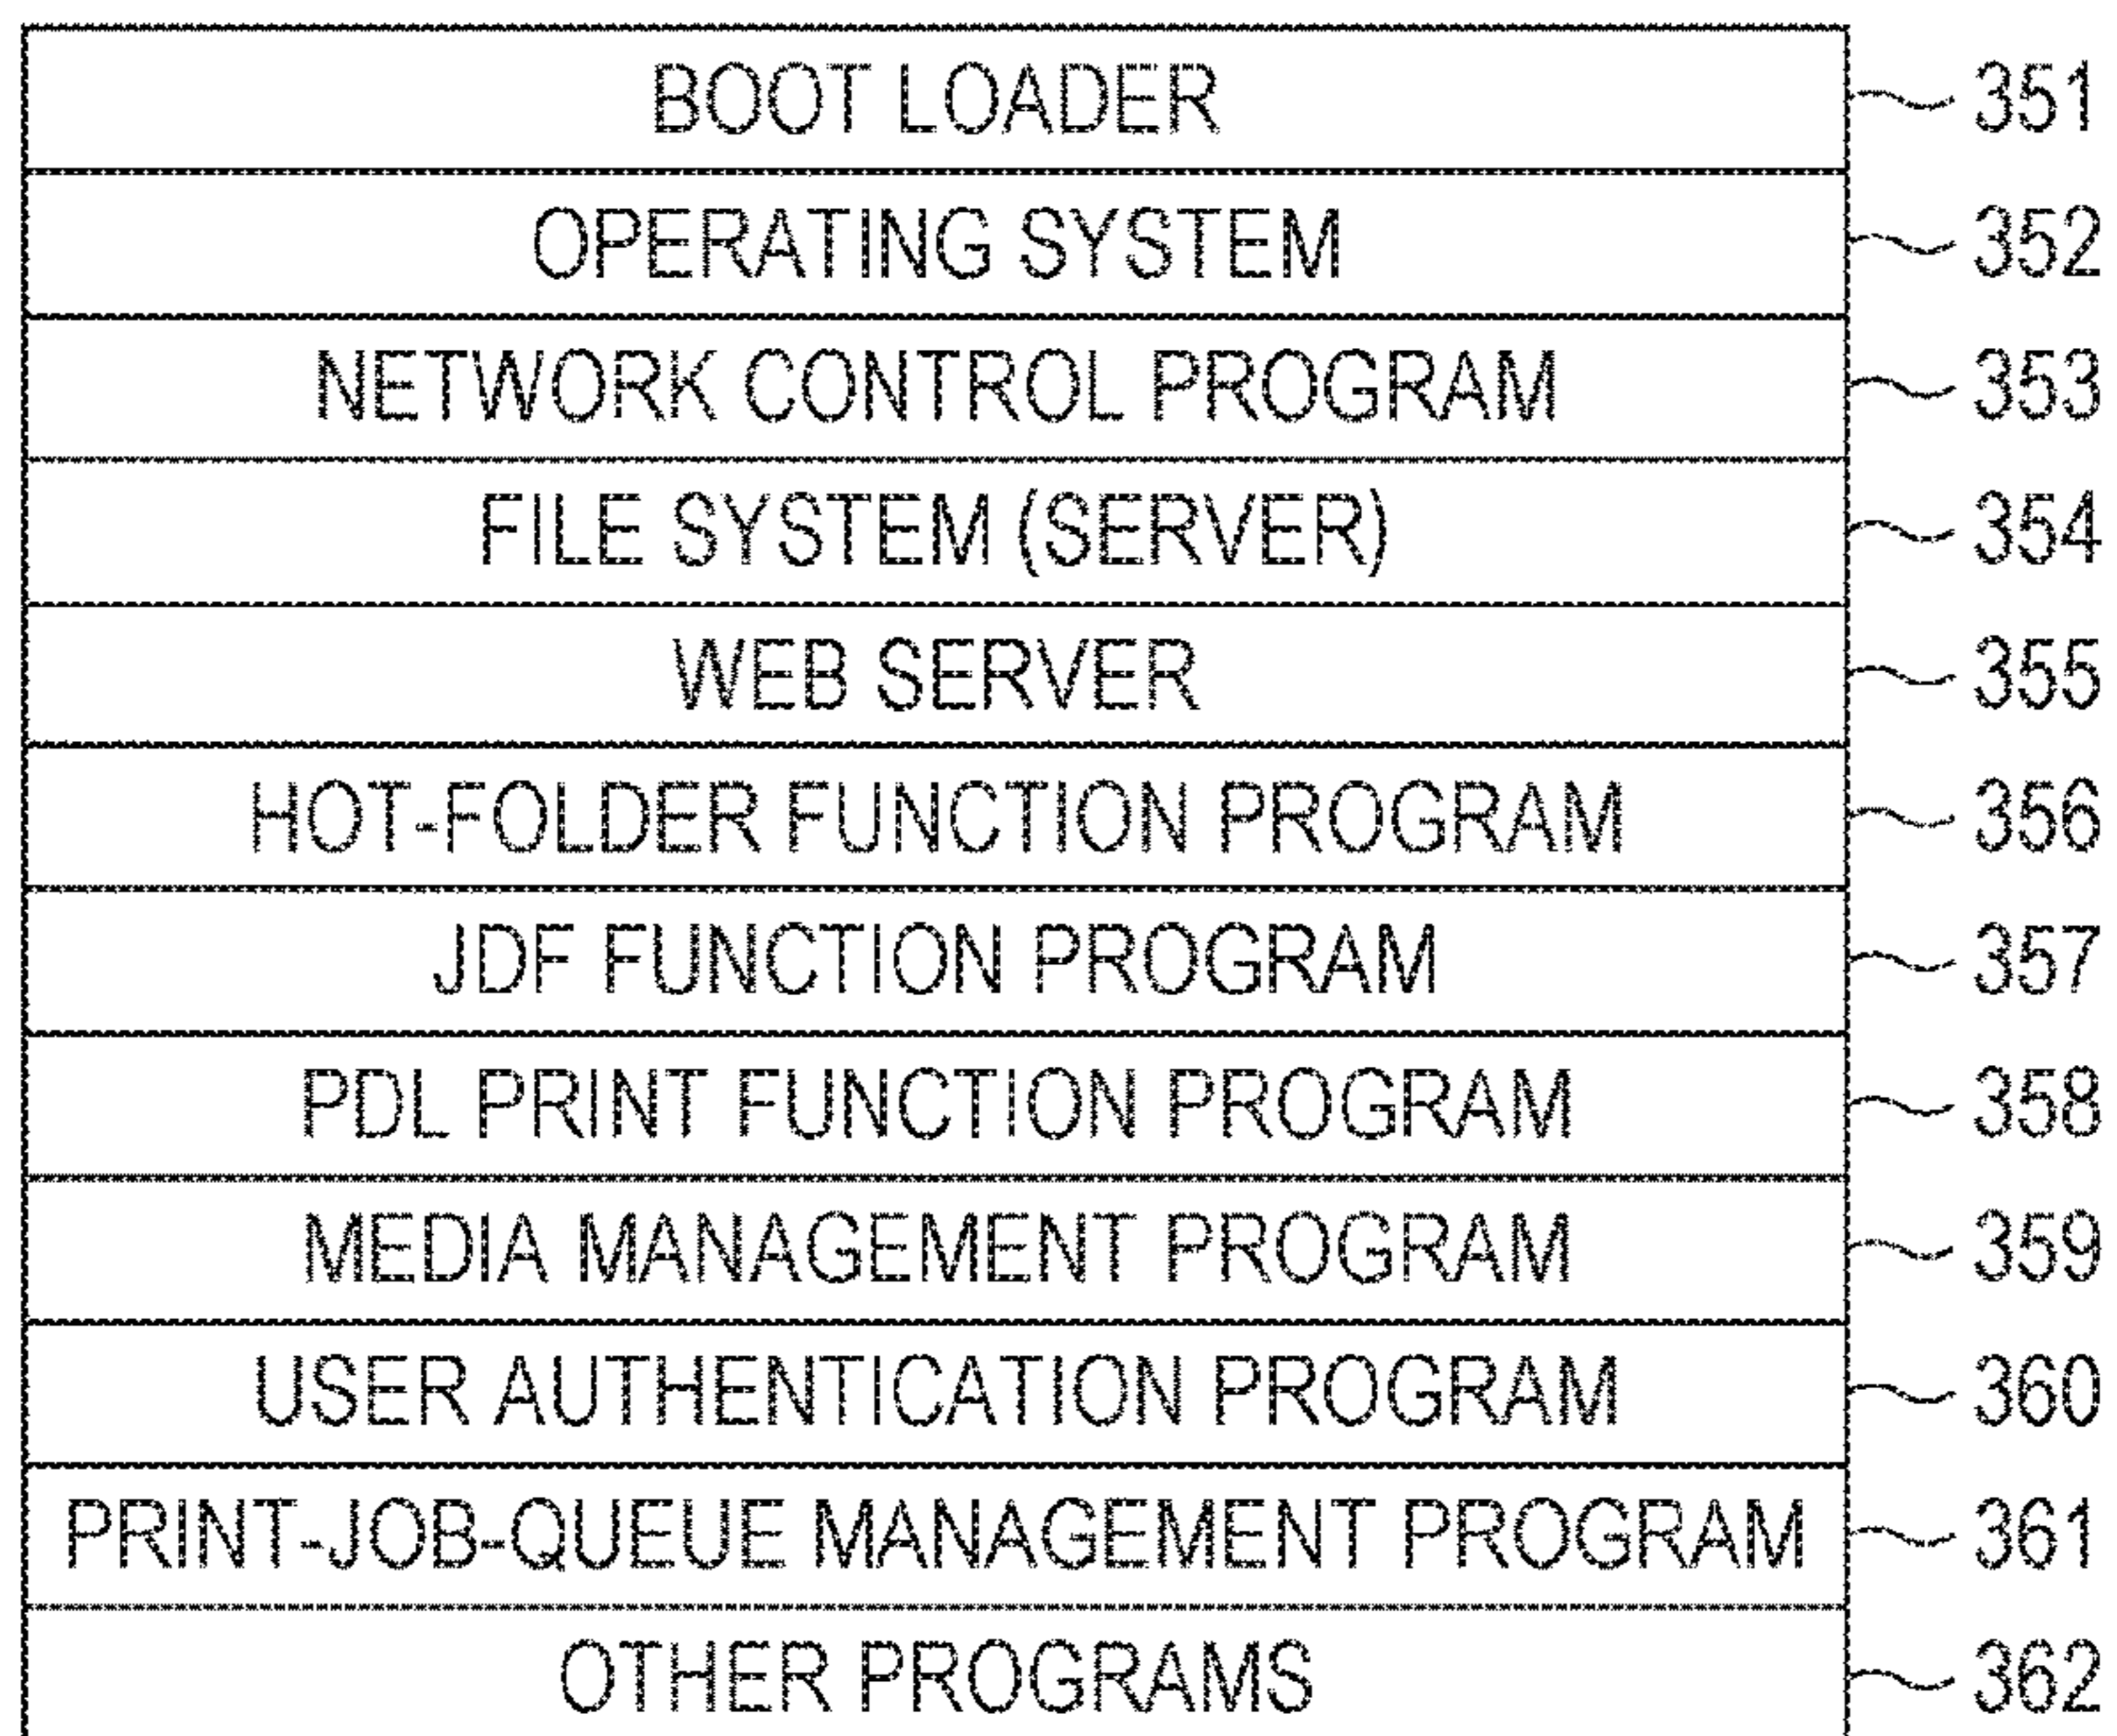 BOOT LOADER 351
OPERATING SYSTEM 352
NETWORK CONTROL PROGRAM 353
FILE SYSTEM (SERVER) 354
WEB SERVER 355
HOT-FOLDER FUNCTION PROGRAM 356
JDF FUNCTION PROGRAM 357
PDL PRINT FUNCTION PROGRAM 358
MEDIA MANAGEMENT PROGRAM 359
USER AUTHENTICATION PROGRAM 360
PRINT-JOB-QUEUE MANAGEMENT PROGRAM 361
OTHER PROGRAMS 362